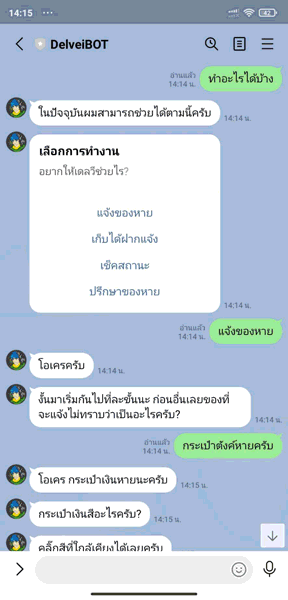 14:15
42
DelveiBOT
อ่านแล้ว
14:14 น.
ทำอะไรได้บ้าง
ในปัจจุบันผมสามารถช่วยได้ตามนี้ครับ
14:14 น.
เลือกการทำงาน
อยากให้เดลวีช่วยไร?
แจ้งของหาย
เก็บได้ฝากแจ้ง
เช็คสถานะ
ปรึกษาของหาย
14:14 น.
อ่านแล้ว
14:14 น.
แจ้งของหาย
โอเครครับ
14:14 น.
งั้นมาเริ่มกันไปที่ละขั้นนะ ก่อนอื่นเลยของที่
จะแจ้งไม่ทราบว่าเป็นอะไรครับ?
14:14 น.
อ่านแล้ว
14:14 น.
กระเป๋าตังค์หายครับ
โอเค กระเป๋าเงินหายนะครับ
14:15 น.
กระเป๋าเงินสีอะไรครับ?
14:15 น.
คลิ๊กสีที่ใกล้เคียงได้เลยครับ